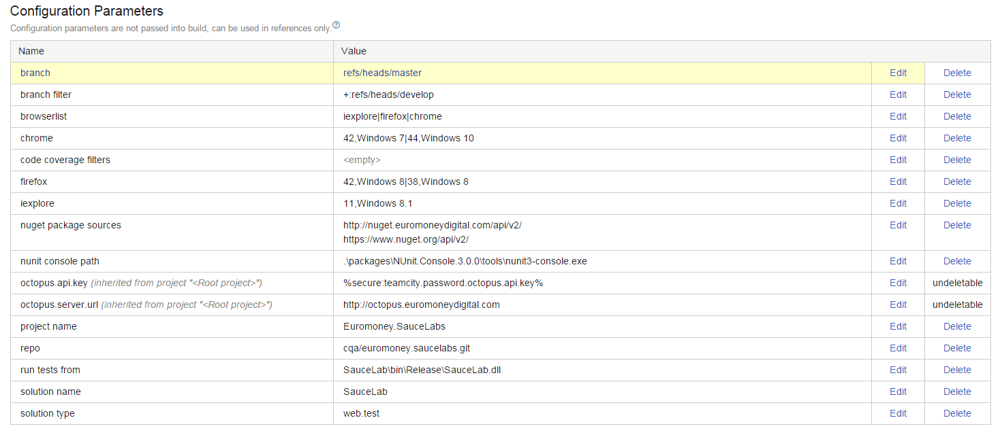 Configuration Parameters
Configuration parameters are not passed into build, can be used in references only.?
Name Value
branch refs/heads/master Edit Delete
branch filter +:refs/heads/develop Edit Delete
browserlist iexplore|firefox|chrome Edit Delete
chrome 42,Windows 7|44,Windows 10 Edit Delete
code coverage filters <empty> Edit Delete
firefox 42,Windows 8|38,Windows 8 Edit Delete
iexplore 11,Windows 8.1 Edit Delete
nuget package sources http://nuget.euromoneydigital.com/api/v2/ Edit Delete
https://www.nuget.org/api/v2/
nunit console path .\packages\NUnit.Console.3.0.0\tools\nunit3-console.exe Edit Delete
octopus.api.key (inherited from project "<Root project>") %secure:teamcity.password.octopus.api.key% Edit undeletable
octopus.server.url (inherited from project "<Root project>") http://octopus.euromoneydigital.com Edit undeletable
project name Euromoney.SauceLabs Edit Delete
repo cqa/euromoney.saucelabs.git Edit Delete
run tests from SauceLab\bin\Release\SauceLab.dll Edit Delete
solution name SauceLab Edit Delete
solution type web.test Edit Delete